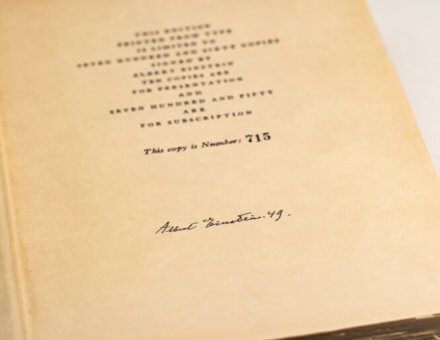 THIS EDITION
PRINTED FROM TYPE
IS LIMITED TO
SEVEN HUNDRED AND SIXTY COPIES
SIGNED BY
ALBERT EINSTEIN
TEN COPIES ARE
FOR PRESENTATION
AND
SEVEN HUNDRED AND FIFTY
ARE
FOR SUBSCRIPTION
This copy is Number: 715
Albert Einstein. 49.